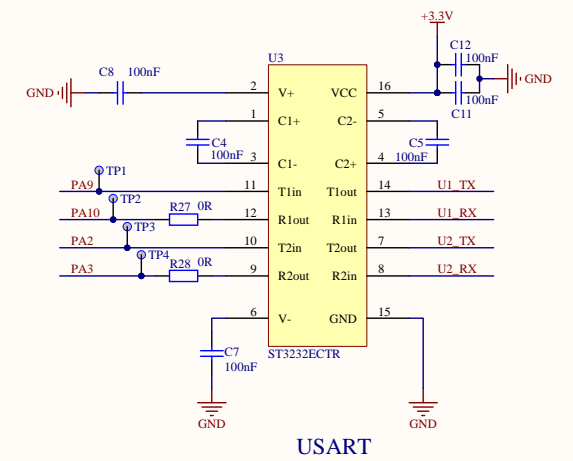 +3.3V
C12
100nF
U3
C8
100nF
GND
2
V+
VCC
16
GND
100nF
C11
1
C1+
C2-
5
C4
100nF
C5
100nF
3
C1-
C2+
4
TP1
PA9
11
T1in
T1out
14
U1_TX
TP2
PA10
R27
0R
12
R1out
R1in
13
U1_RX
TP3
PA2
10
T2in
T2out
7
U2_TX
TP4
PA3
R28
0R
9
R2out
R2in
8
U2_RX
6
V-
GND
15
C7
100nF
ST3232ECTR
GND
GND
USART